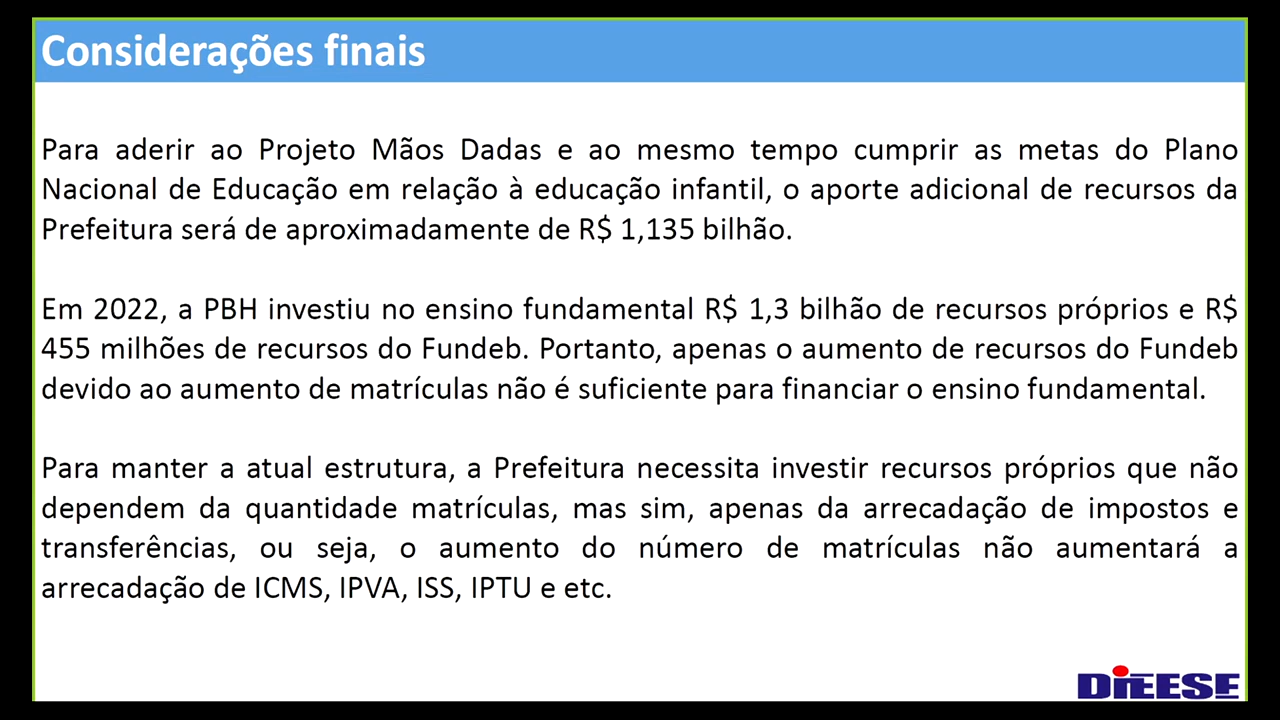 Considerações finais
Para aderir ao Projeto Mãos Dadas e ao mesmo tempo cumprir as metas do Plano
Nacional de Educação em relação à educação infantil, o aporte adicional de recursos da
Prefeitura será de aproximadamente de R$ 1,135 bilhão.
Em 2022, a PBH investiu no ensino fundamental R$ 1,3 bilhão de recursos próprios e R$
455 milhões de recursos do Fundeb. Portanto, apenas o aumento de recursos do Fundeb
devido ao aumento de matrículas não é suficiente para financiar o ensino fundamental.
Para manter a atual estrutura, a Prefeitura necessita investir recursos próprios que não
dependem da quantidade matrículas, mas sim, apenas da arrecadação de impostos e
transferências, ou seja, o aumento do número de matrículas não aumentará a
arrecadação de ICMS, IPVA, ISS, IPTU e etc.
DIEESE